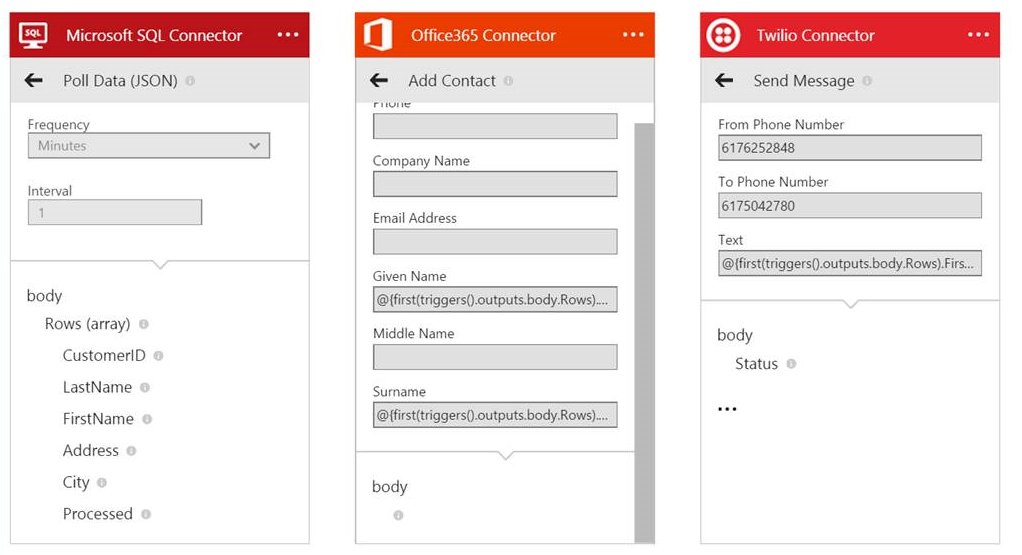 SQL
Microsoft SQL Connector
Poll Data (JSON)
Frequency
Minutes
Interval
1
body
Rows (array)
CustomerID
LastName
FirstName
Address
City
Processed
Office365 Connector
Add Contact
Phone
Company Name
Email Address
Given Name
@{first(triggers().outputs.body.Rows)....
Middle Name
Surname
@{first(triggers().outputs.body.Rows)....
body
Twilio Connector
Send Message
From Phone Number
6176252848
To Phone Number
6175042780
Text
@{first(triggers().outputs.body.Rows).Firs...
body
Status